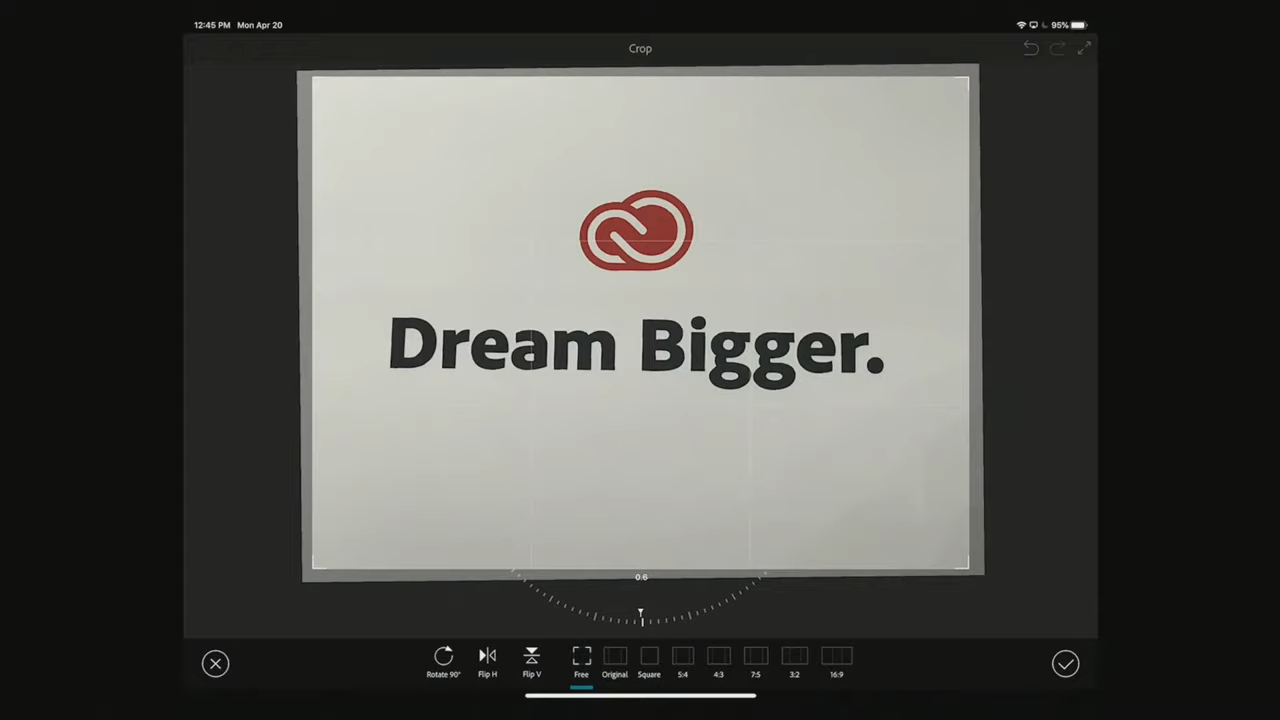 12:45 PM Mon Apr 20
95%
Crop
Dream Bigger.
0.6
Rotate 90°
Flip H
Flip V
Free
Original
Square
5:4
4:3
7:5
3:2
16:9